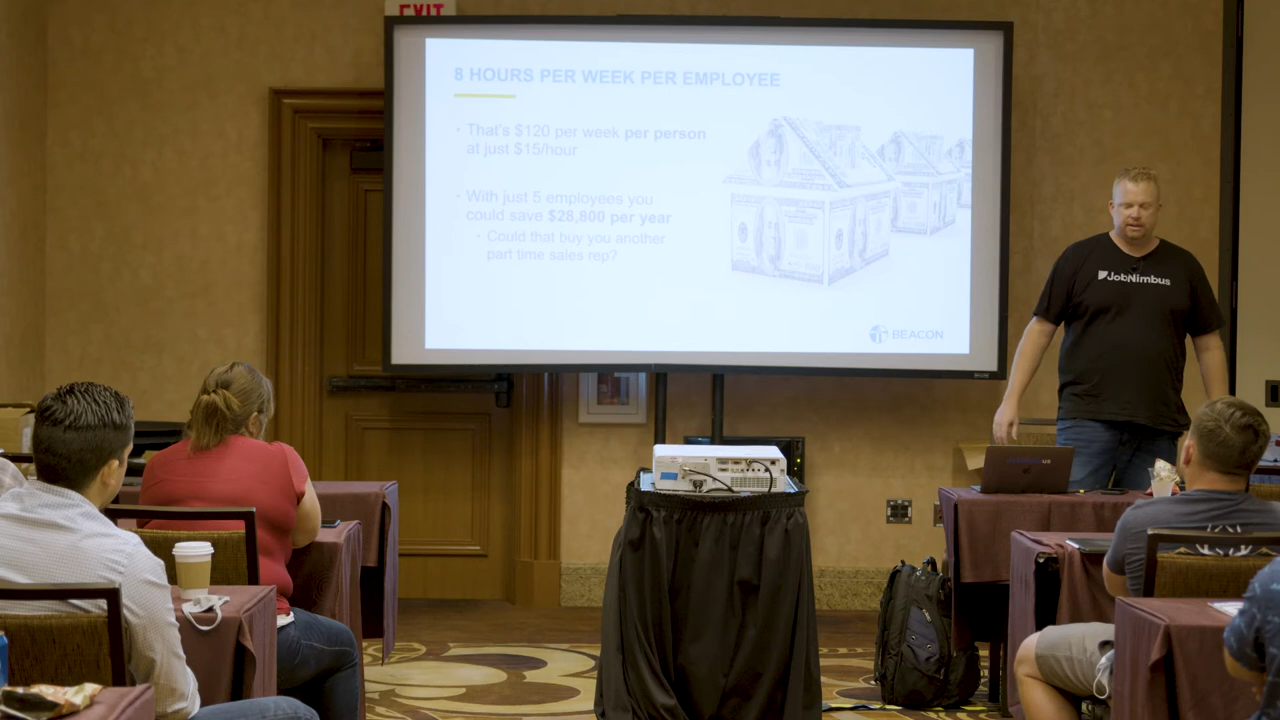 EXIT
8 HOURS PER WEEK PER EMPLOYEE
• That's $120 per week per person
at just $15/hour
• With just 5 employees you
could save $28,800 per year
• Could that buy you another
part time sales rep?
BEACON
JobNimbus